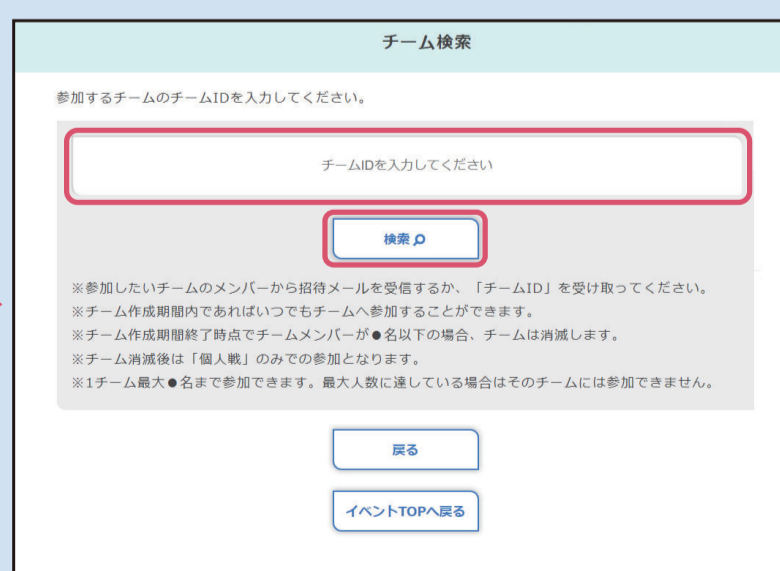 チーム検索
参加するチームのチームIDを入力してください。
チームIDを入力してください
検索
※参加したいチームのメンバーから招待メールを受信するか、「チームID」を受け取ってください。
※チーム作成期間内であればいつでもチームへ参加することができます。
※チーム作成期間終了時点でチームメンバーが●名以下の場合、チームは消滅します。
※チーム消滅後は「個人戦」のみでの参加となります。
※1チーム最大●名まで参加できます。最大人数に達している場合はそのチームには参加できません。
戻る
イベントTOPへ戻る